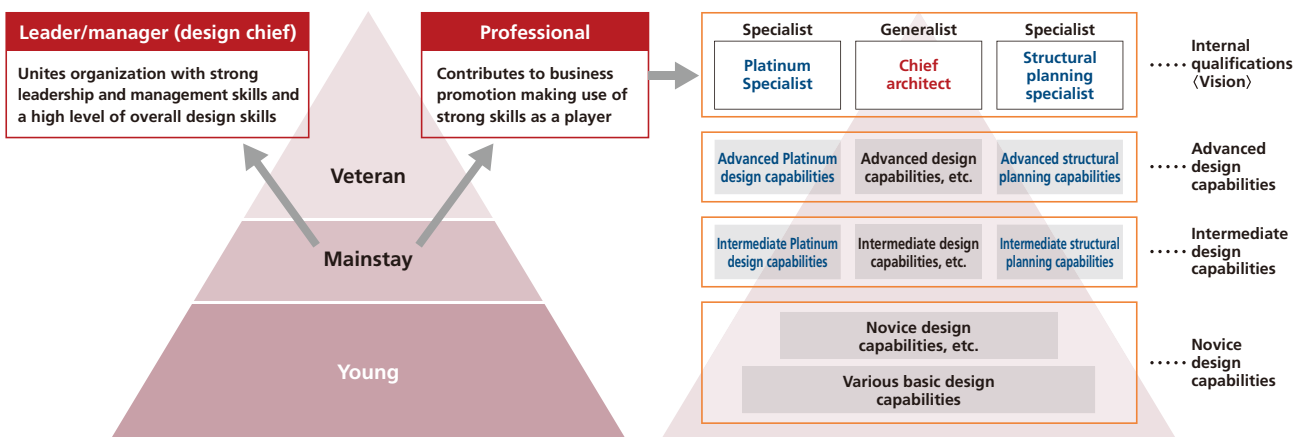 Leader/manager (design chief)
Unites organization with strong
leadership and management skills and
a high level of overall design skills
Professional
Contributes to business
promotion making use of
strong skills as a player
Veteran
Mainstay
Young
Specialist
Platinum
Specialist
Generalist
Chief
architect
Specialist
Structural
planning
specialist
Internal
qualifications
〈Vision〉
Advanced Platinum
design capabilities
Advanced design
capabilities, etc.
Advanced structural
planning capabilities
Advanced
design
capabilities
Intermediate Platinum
design capabilities
Intermediate design
capabilities, etc.
Intermediate structural
planning capabilities
Intermediate
design
capabilities
Novice design
capabilities, etc.
Various basic design
capabilities
Novice
design
capabilities